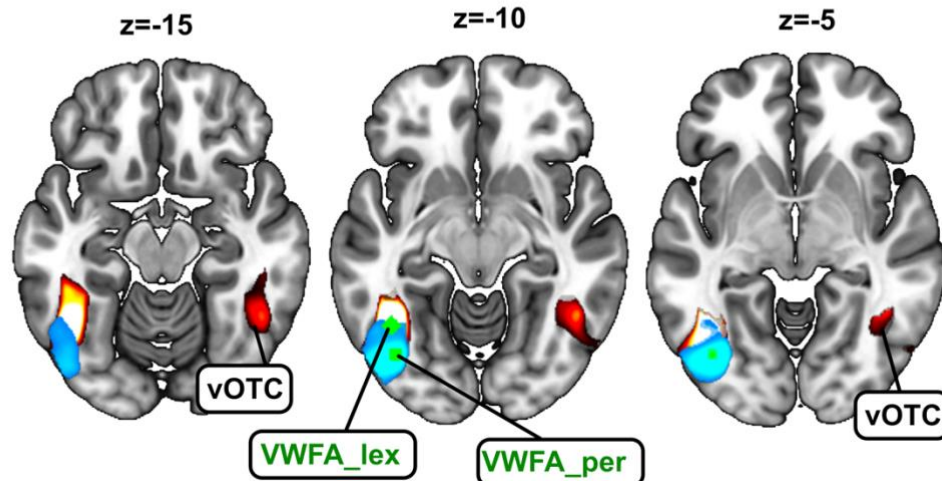 z=-15
z=-10
z=-5
vOTC
vOTC
VWFA_lex
VWFA_per